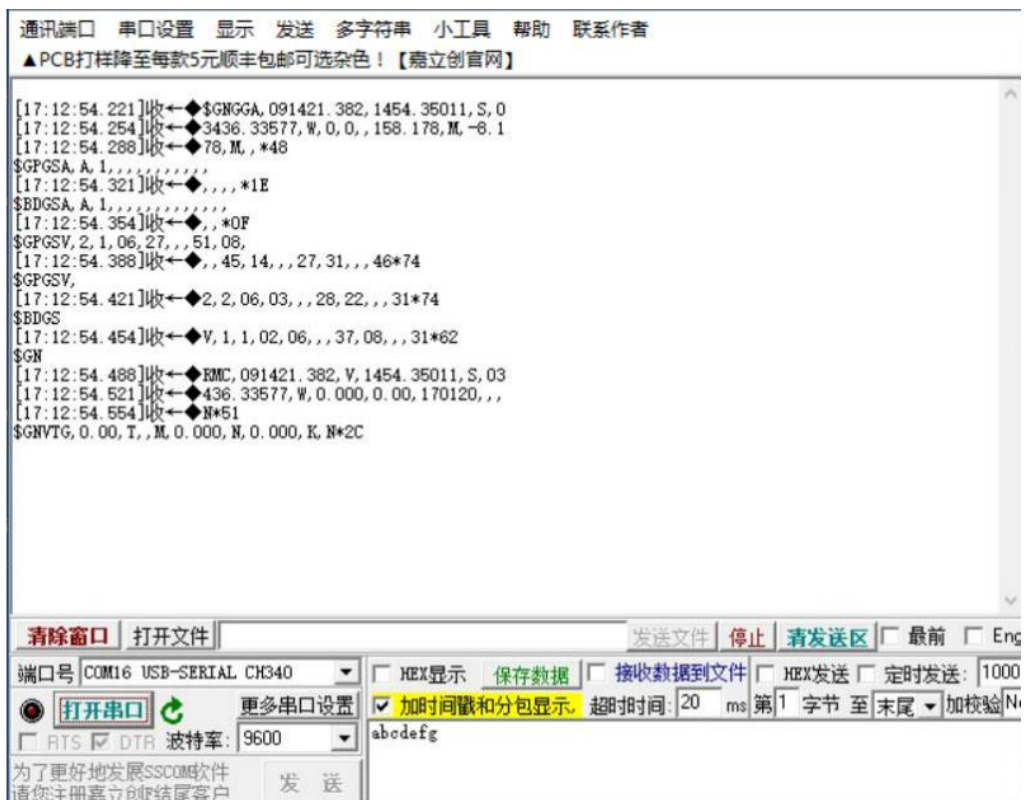 通讯端口 串口设置 显示 发送 多字符串 小工具 帮助 联系作者
▲PCB打样降至每款5元顺丰包邮可选杂色！【嘉立创官网】
[17:12:54.221]收←◆$GNGGA,091421.382,1454.35011,S,0
[17:12:54.254]收←◆3436.33577,W,0,0,,158.178,M,-8.1
[17:12:54.288]收←◆78,M,,*48
$GPGSA,A,1,,,,,,,,,,,
[17:12:54.321]收←◆,,,,*1E
$BDGSA,A,1,,,,,,,,,,,,,
[17:12:54.354]收←◆,,*0F
$GPGSV,2,1,06,27,,,51,08,
[17:12:54.388]收←◆,,45,14,,,27,31,,,46*74
$GPGSV,
[17:12:54.421]收←◆2,2,06,03,,,28,22,,,31*74
$BDGS
[17:12:54.454]收←◆V,1,1,02,06,,,37,08,,,31*62
$GN
[17:12:54.488]收←◆RMC,091421.382,V,1454.35011,S,03
[17:12:54.521]收←◆436.33577,W,0.000,0.00,170120,,,
[17:12:54.554]收←◆N*51
$GNVTG,0.00,T,,M,0.000,N,0.000,K,N*2C
清除窗口 打开文件 发送文件 停止 清发送区 最前 Eng
端口号 COM16 USB-SERIAL CH340 HEX显示 保存数据 接收数据到文件 HEX发送 定时发送: 1000
打开串口 更多串口设置 加时间戳和分包显示, 超时时间: 20 ms 第1 字节 至 末尾 加校验
RTS DTR 波特率: 9600 abcdefg
为了更好地发展SSCOM软件
请您注册嘉立创F结尾客户 发 送